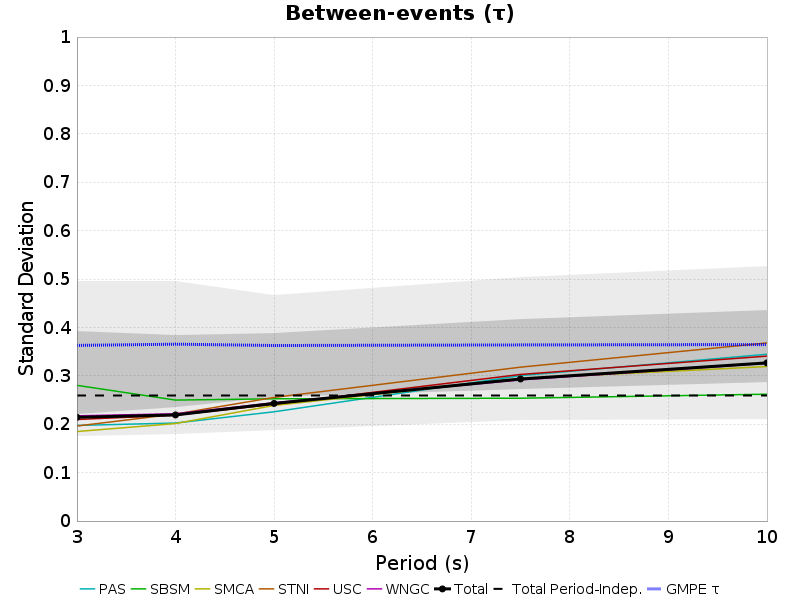 Between-events (τ)
Standard Deviation
1
0.9
0.8
0.7
0.6
0.5
0.4
0.3
0.2
0.1
0
3 4 5 6 7 8 9 10
Period (s)
PAS SBSM SMCA STNI USC WNGC Total Total Period-Indep. GMPE τ